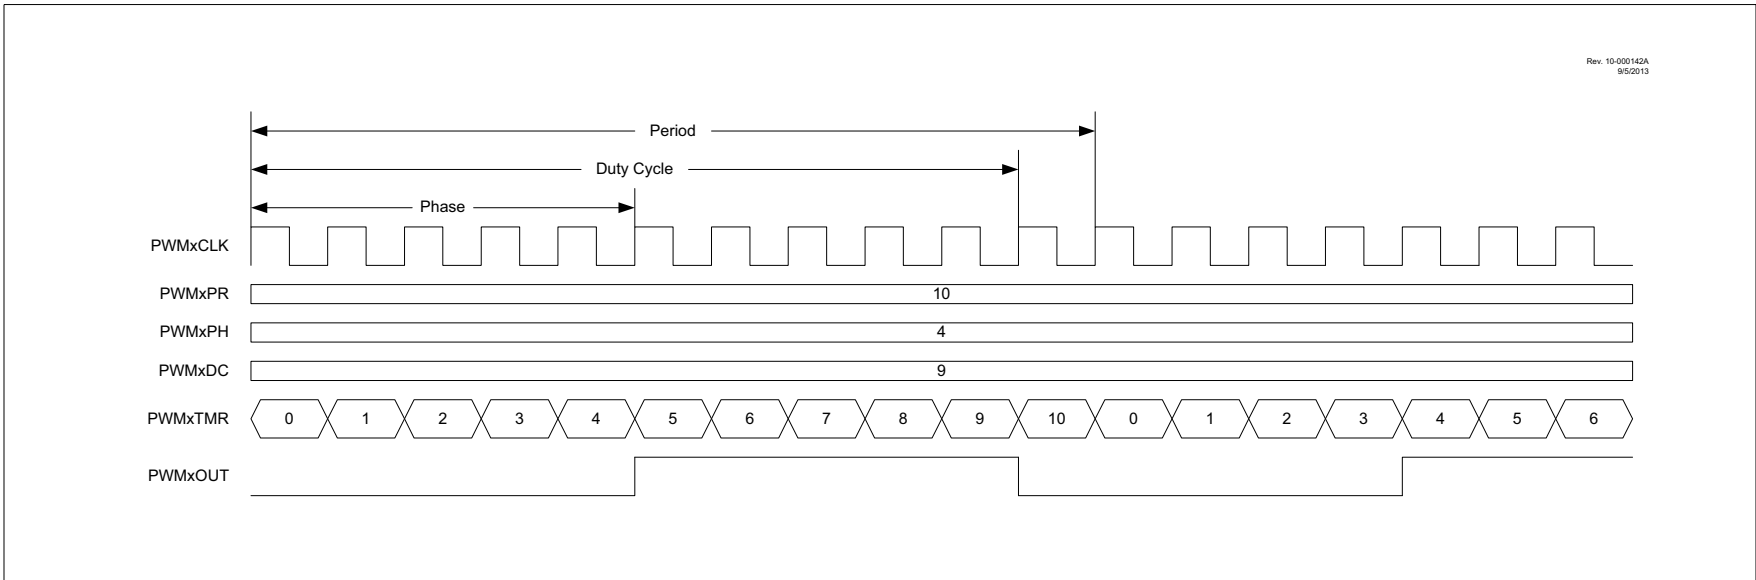 Rev. 10-000142A
9/5/2013
Period
Duty Cycle
Phase
PWMxCLK
PWMxPR 10
PWMxPH 4
PWMxDC 9
PWMxTMR 0 1 2 3 4 5 6 7 8 9 10 0 1 2 3 4 5 6
PWMxOUT